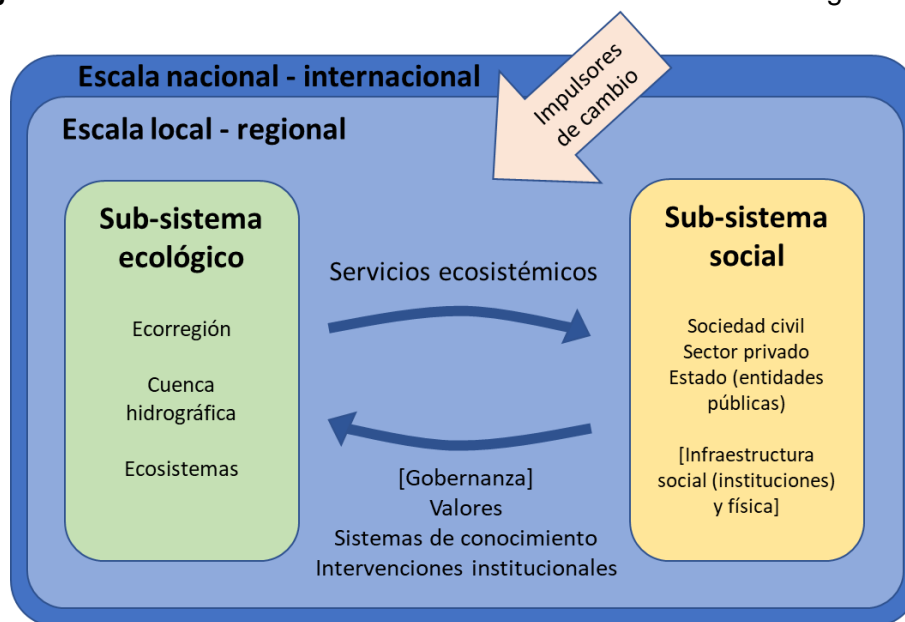 Escala nacional - internacional
Impulsores
de cambio
Escala local - regional
Sub-sistema
ecológico
Ecorregión
Cuenca
hidrográfica
Ecosistemas
Servicios ecosistémicos
[Gobernanza]
Valores
Sistemas de conocimiento
Intervenciones institucionales
Sub-sistema
social
Sociedad civil
Sector privado
Estado (entidades
públicas)
[Infraestructura
social (instituciones)
y física]